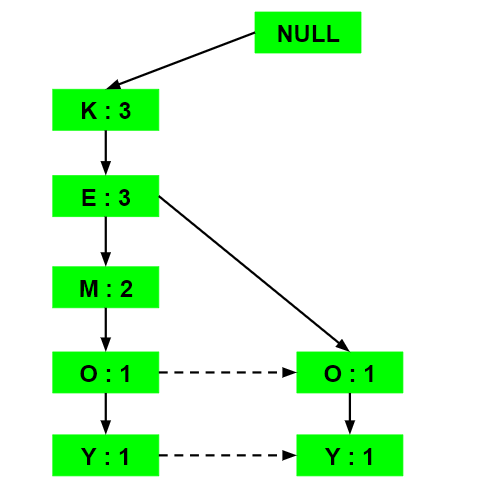 NULL
K : 3
E : 3
M : 2
O : 1
O : 1
Y : 1
Y : 1